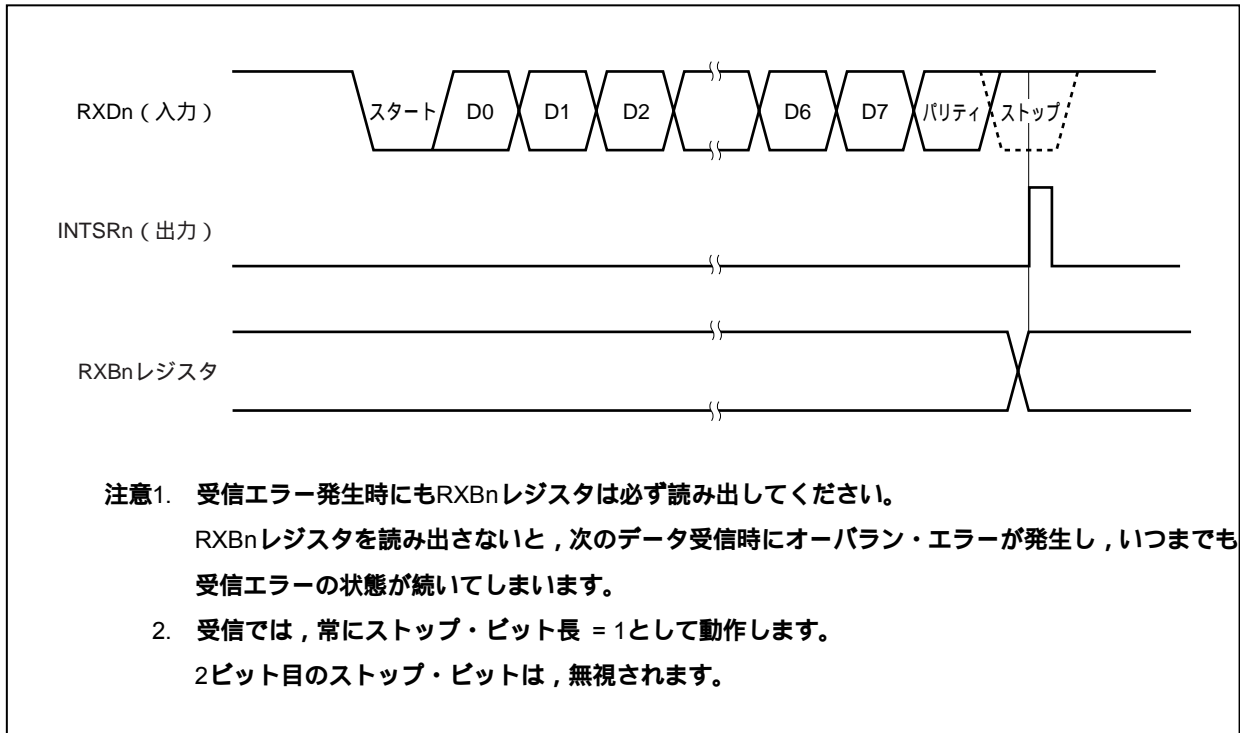 RXDn（入力）
スタート D0 D1 D2 D6 D7 パリティ ストップ
INTSRn（出力）
RXBnレジスタ
注意1. 受信エラー発生時にもRXBnレジスタは必ず読み出してください。
RXBnレジスタを読み出さないと，次のデータ受信時にオーバラン・エラーが発生し，いつまでも
受信エラーの状態が続いてしまいます。
2. 受信では，常にストップ・ビット長 = 1として動作します。
2ビット目のストップ・ビットは，無視されます。